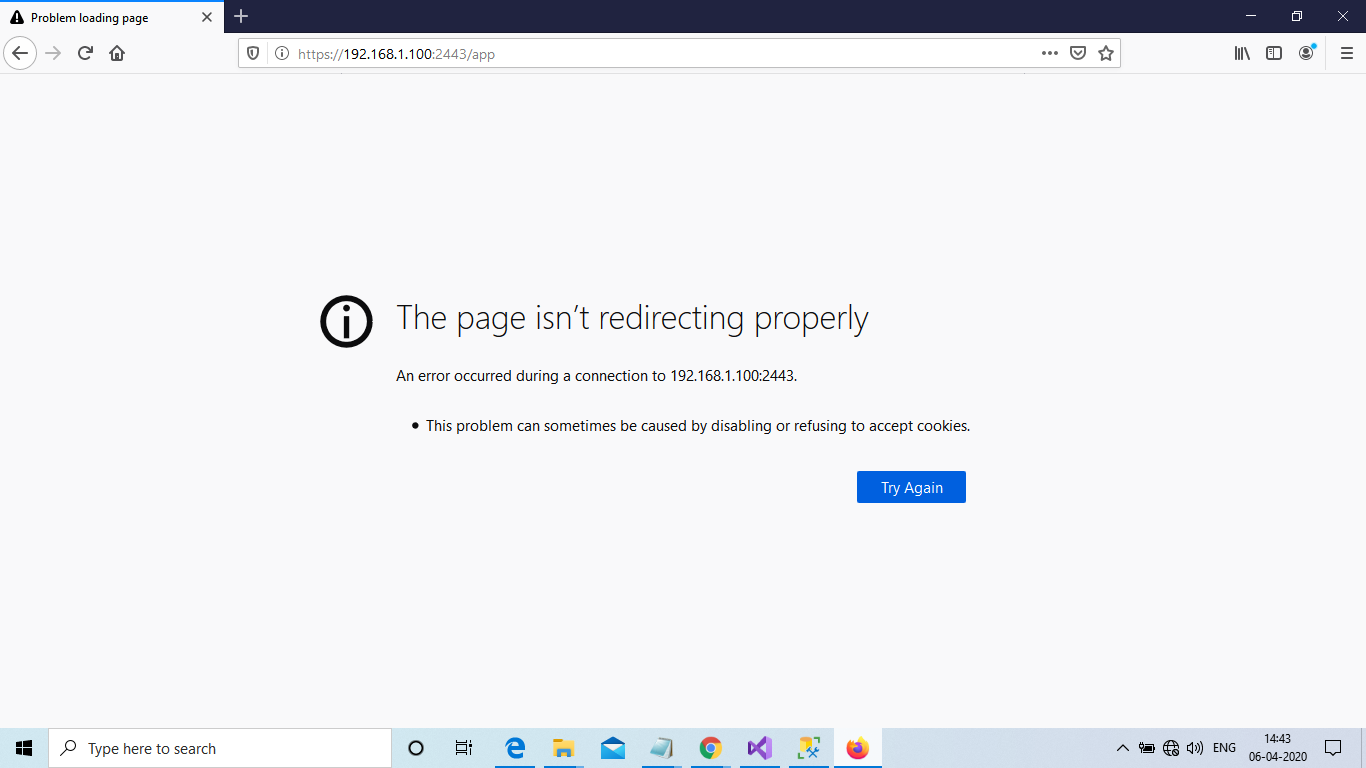 Problem loading page
https://192.168.1.100:2443/app
The page isn’t redirecting properly
An error occurred during a connection to 192.168.1.100:2443.
This problem can sometimes be caused by disabling or refusing to accept cookies.
Try Again
Type here to search
ENG
14:43
06-04-2020